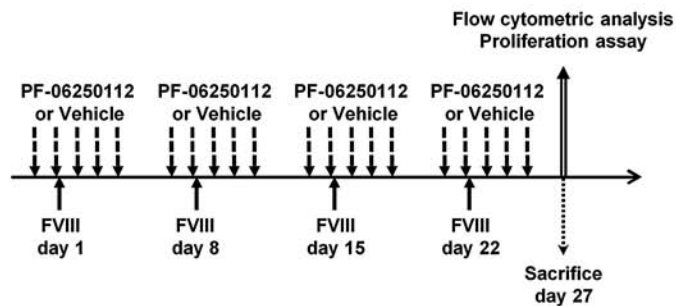 Flow cytometric analysis
Proliferation assay
PF-06250112
or Vehicle
PF-06250112
or Vehicle
PF-06250112
or Vehicle
PF-06250112
or Vehicle
FVIII
day 1
FVIII
day 8
FVIII
day 15
FVIII
day 22
Sacrifice
day 27